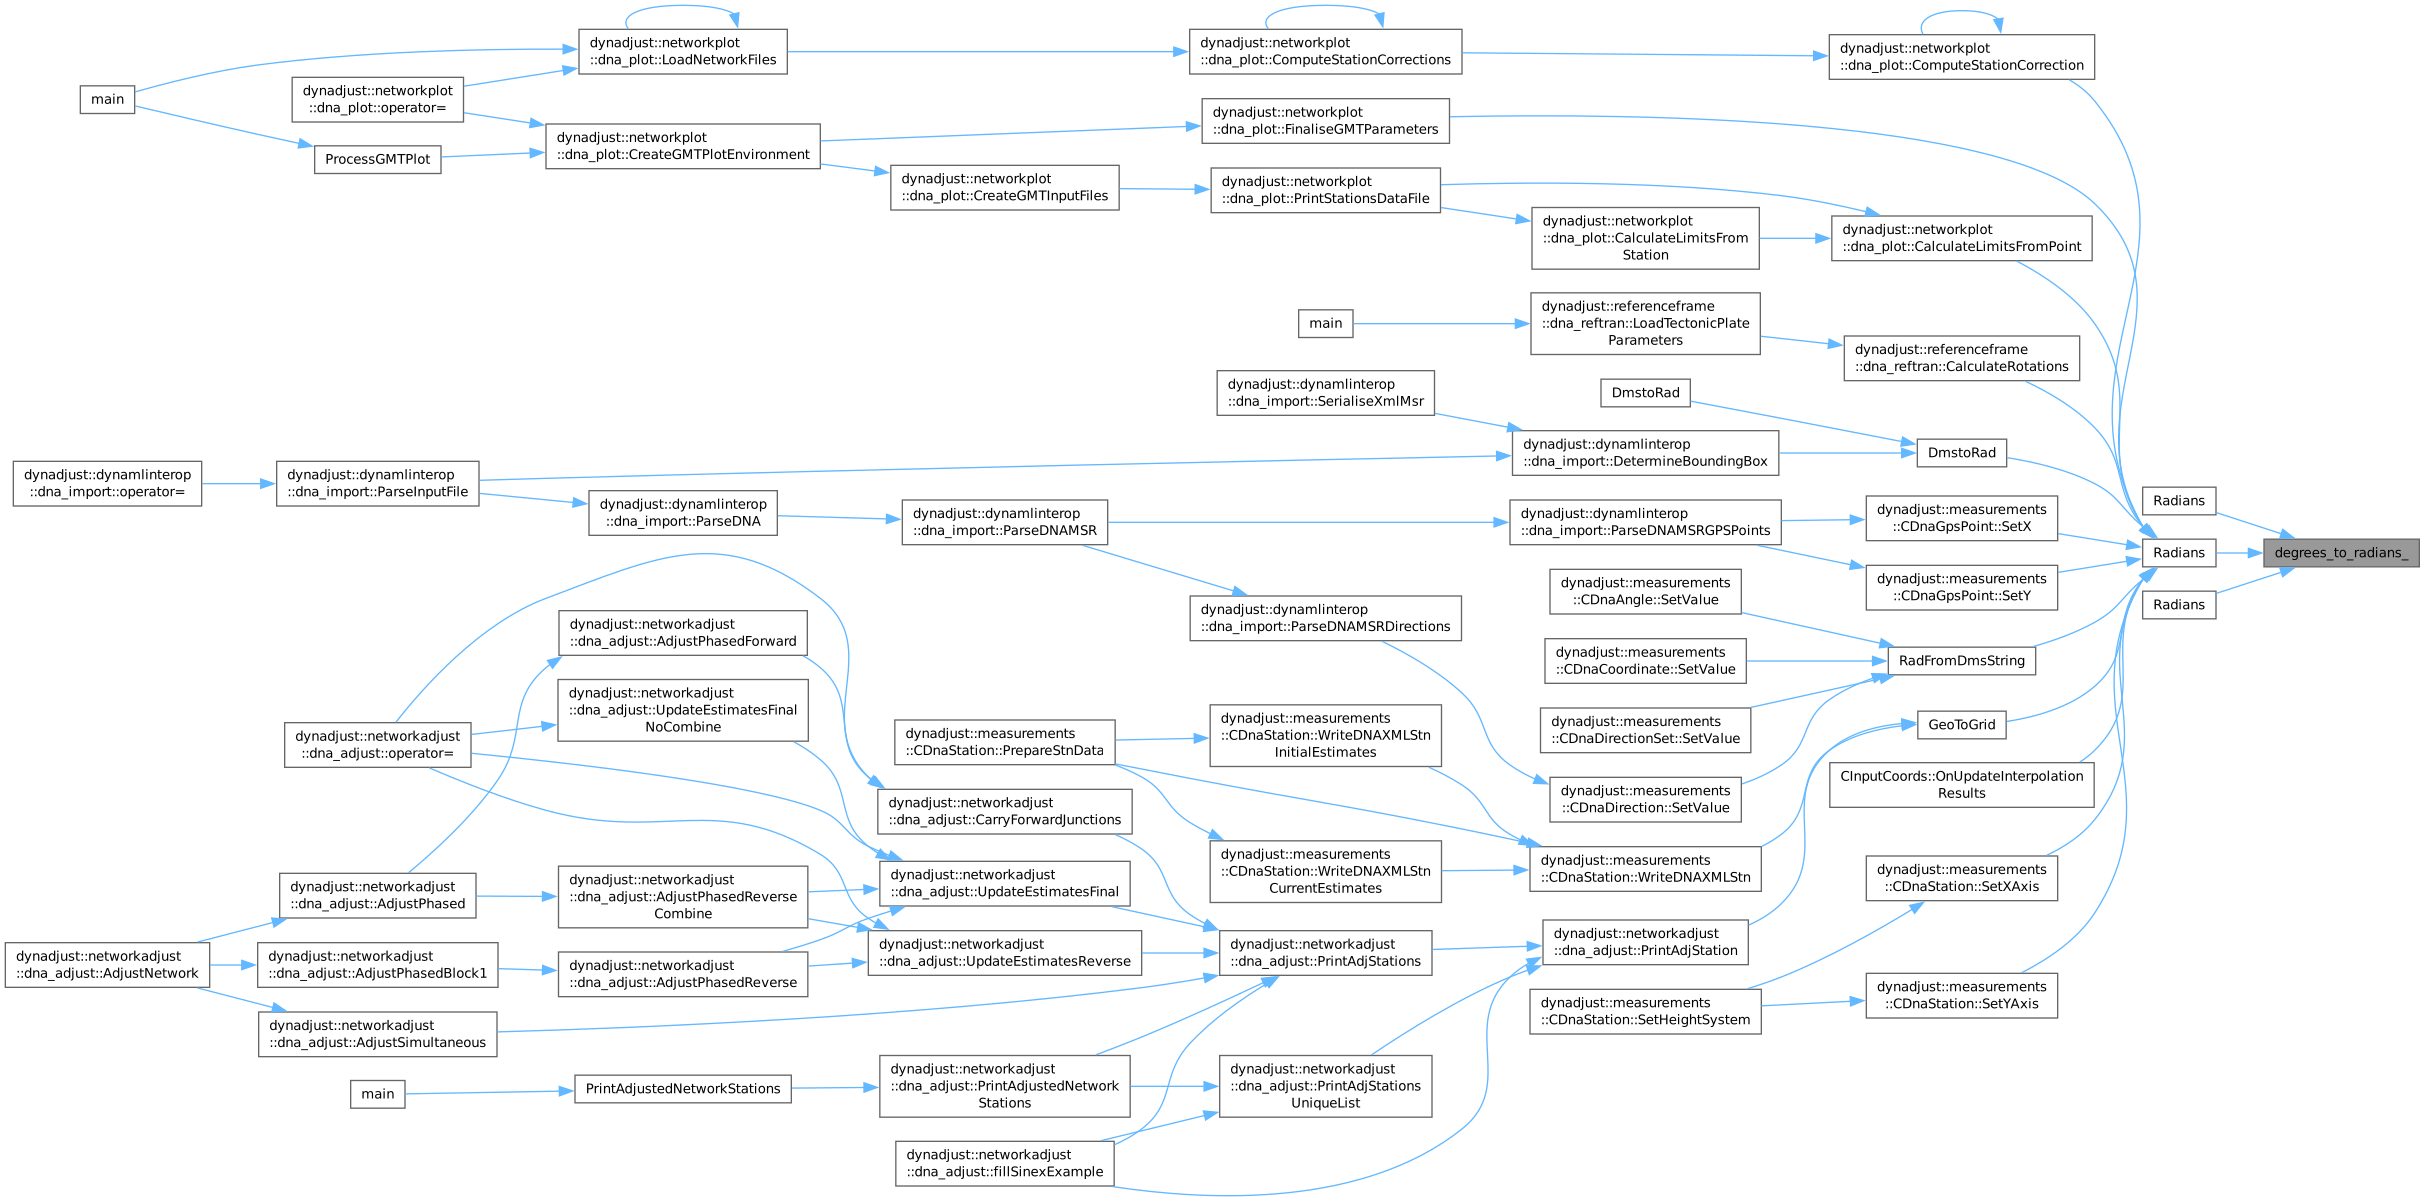 dynadjust::networkplot
::dna_plot::LoadNetworkFiles
dynadjust::networkplot
::dna_plot::ComputeStationCorrections
dynadjust::networkplot
::dna_plot::ComputeStationCorrection
main
dynadjust::networkplot
::dna_plot::operator=
dynadjust::networkplot
::dna_plot::FinaliseGMTParameters
dynadjust::networkplot
::dna_plot::CreateGMTPlotEnvironment
ProcessGMTPlot
dynadjust::networkplot
::dna_plot::CreateGMTInputFiles
dynadjust::networkplot
::dna_plot::PrintStationsDataFile
dynadjust::networkplot
::dna_plot::CalculateLimitsFrom
Station
dynadjust::networkplot
::dna_plot::CalculateLimitsFromPoint
main
dynadjust::referenceframe
::dna_reftran::LoadTectonicPlate
Parameters
dynadjust::referenceframe
::dna_reftran::CalculateRotations
dynadjust::dynamlinterop
::dna_import::SerialiseXmlMsr
DmstoRad
dynadjust::dynamlinterop
::dna_import::DetermineBoundingBox
DmstoRad
dynadjust::dynamlinterop
::dna_import::operator=
dynadjust::dynamlinterop
::dna_import::ParseInputFile
dynadjust::dynamlinterop
::dna_import::ParseDNA
dynadjust::dynamlinterop
::dna_import::ParseDNAMSR
dynadjust::dynamlinterop
::dna_import::ParseDNAMSRGPSPoints
dynadjust::measurements
::CDnaGpsPoint::SetX
Radians
Radians
degrees_to_radians_
dynadjust::measurements
::CDnaGpsPoint::SetY
Radians
dynadjust::measurements
::CDnaAngle::SetValue
dynadjust::dynamlinterop
::dna_import::ParseDNAMSRDirections
dynadjust::networkadjust
::dna_adjust::AdjustPhasedForward
dynadjust::measurements
::CDnaCoordinate::SetValue
RadFromDmsString
dynadjust::networkadjust
::dna_adjust::UpdateEstimatesFinal
NoCombine
dynadjust::networkadjust
::dna_adjust::operator=
dynadjust::measurements
::CDnaStation::PrepareStnData
dynadjust::measurements
::CDnaStation::WriteDNAXMLStn
InitialEstimates
dynadjust::measurements
::CDnaDirectionSet::SetValue
GeoToGrid
CInputCoords::OnUpdateInterpolation
Results
dynadjust::measurements
::CDnaDirection::SetValue
dynadjust::networkadjust
::dna_adjust::CarryForwardJunctions
dynadjust::measurements
::CDnaStation::WriteDNAXMLStn
CurrentEstimates
dynadjust::measurements
::CDnaStation::WriteDNAXMLStn
dynadjust::measurements
::CDnaStation::SetXAxis
dynadjust::networkadjust
::dna_adjust::AdjustPhased
dynadjust::networkadjust
::dna_adjust::AdjustPhasedReverse
Combine
dynadjust::networkadjust
::dna_adjust::UpdateEstimatesFinal
dynadjust::networkadjust
::dna_adjust::AdjustNetwork
dynadjust::networkadjust
::dna_adjust::AdjustPhasedBlock1
dynadjust::networkadjust
::dna_adjust::AdjustPhasedReverse
dynadjust::networkadjust
::dna_adjust::UpdateEstimatesReverse
dynadjust::networkadjust
::dna_adjust::PrintAdjStations
dynadjust::networkadjust
::dna_adjust::PrintAdjStation
dynadjust::measurements
::CDnaStation::SetHeightSystem
dynadjust::measurements
::CDnaStation::SetYAxis
dynadjust::networkadjust
::dna_adjust::AdjustSimultaneous
main
PrintAdjustedNetworkStations
dynadjust::networkadjust
::dna_adjust::PrintAdjustedNetwork
Stations
dynadjust::networkadjust
::dna_adjust::PrintAdjStations
UniqueList
dynadjust::networkadjust
::dna_adjust::fillSinexExample